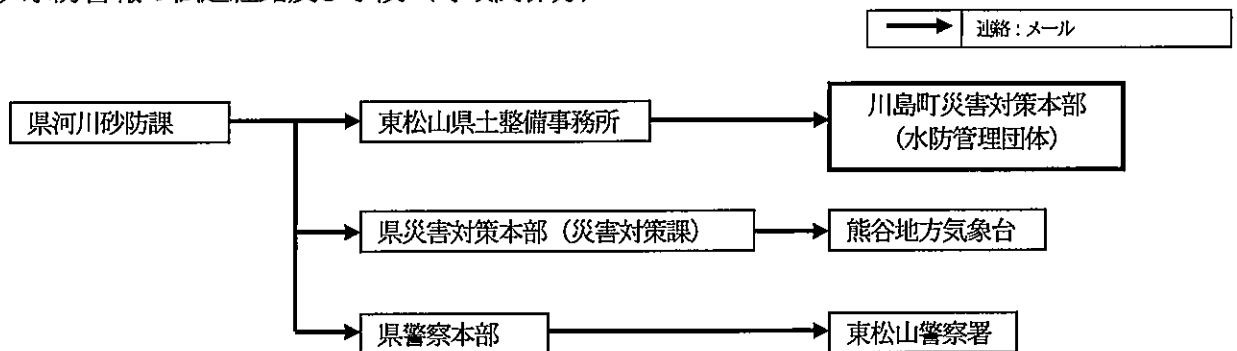 連絡：メール
県河川砂防課
東松山県土整備事務所
川島町災害対策本部
（水防管理団体）
県災害対策本部（災害対策課）
熊谷地方気象台
県警察本部
東松山警察署